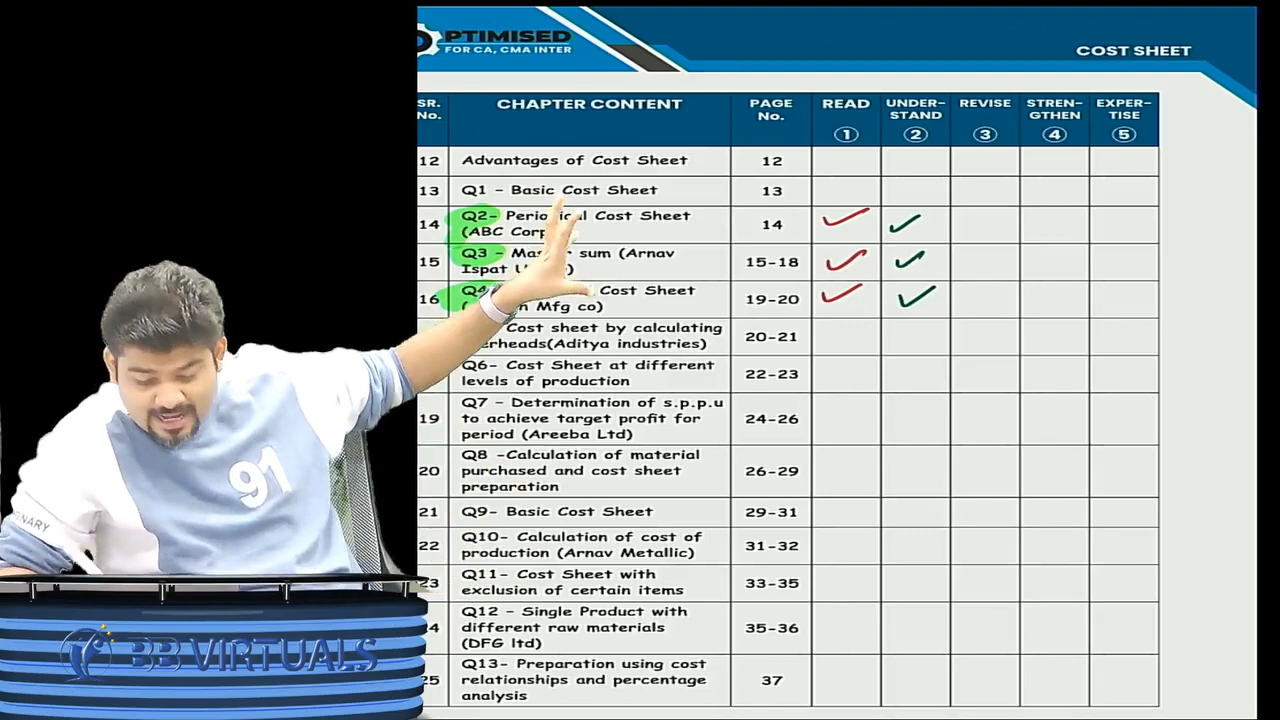 PTIMISED
FOR CA, CMA INTER
COST SHEET
SR. No.
CHAPTER CONTENT
PAGE No.
READ
UNDER-STAND
REVISE
STREN-GTHEN
EXPER-TISE
1
2
3
4
5
12 Advantages of Cost Sheet 12
13 Q1 - Basic Cost Sheet 13
14 Q2- Cost Sheet 14
(ABC
15 Q3 - sum (Arnav 15-18
Ispat
16 Cost Sheet 19-20
Mfg co)
Cost sheet by calculating 20-21
(Aditya industries)
Q6- Cost Sheet at different
levels of production 22-23
19 Q7 - Determination of s.p.p.u
to achieve target profit for 24-26
period (Areeba Ltd)
20 Q8 -Calculation of material
purchased and cost sheet 26-29
preparation
21 Q9- Basic Cost Sheet 29-31
22 Q10- Calculation of cost of
production (Arnav Metallic) 31-32
23 Q11- Cost Sheet with
exclusion of certain items 33-35
Q12 - Single Product with
different raw materials 35-36
(DFG ltd)
Q13- Preparation using cost
relationships and percentage 37
analysis
91
BB VIRTUALS